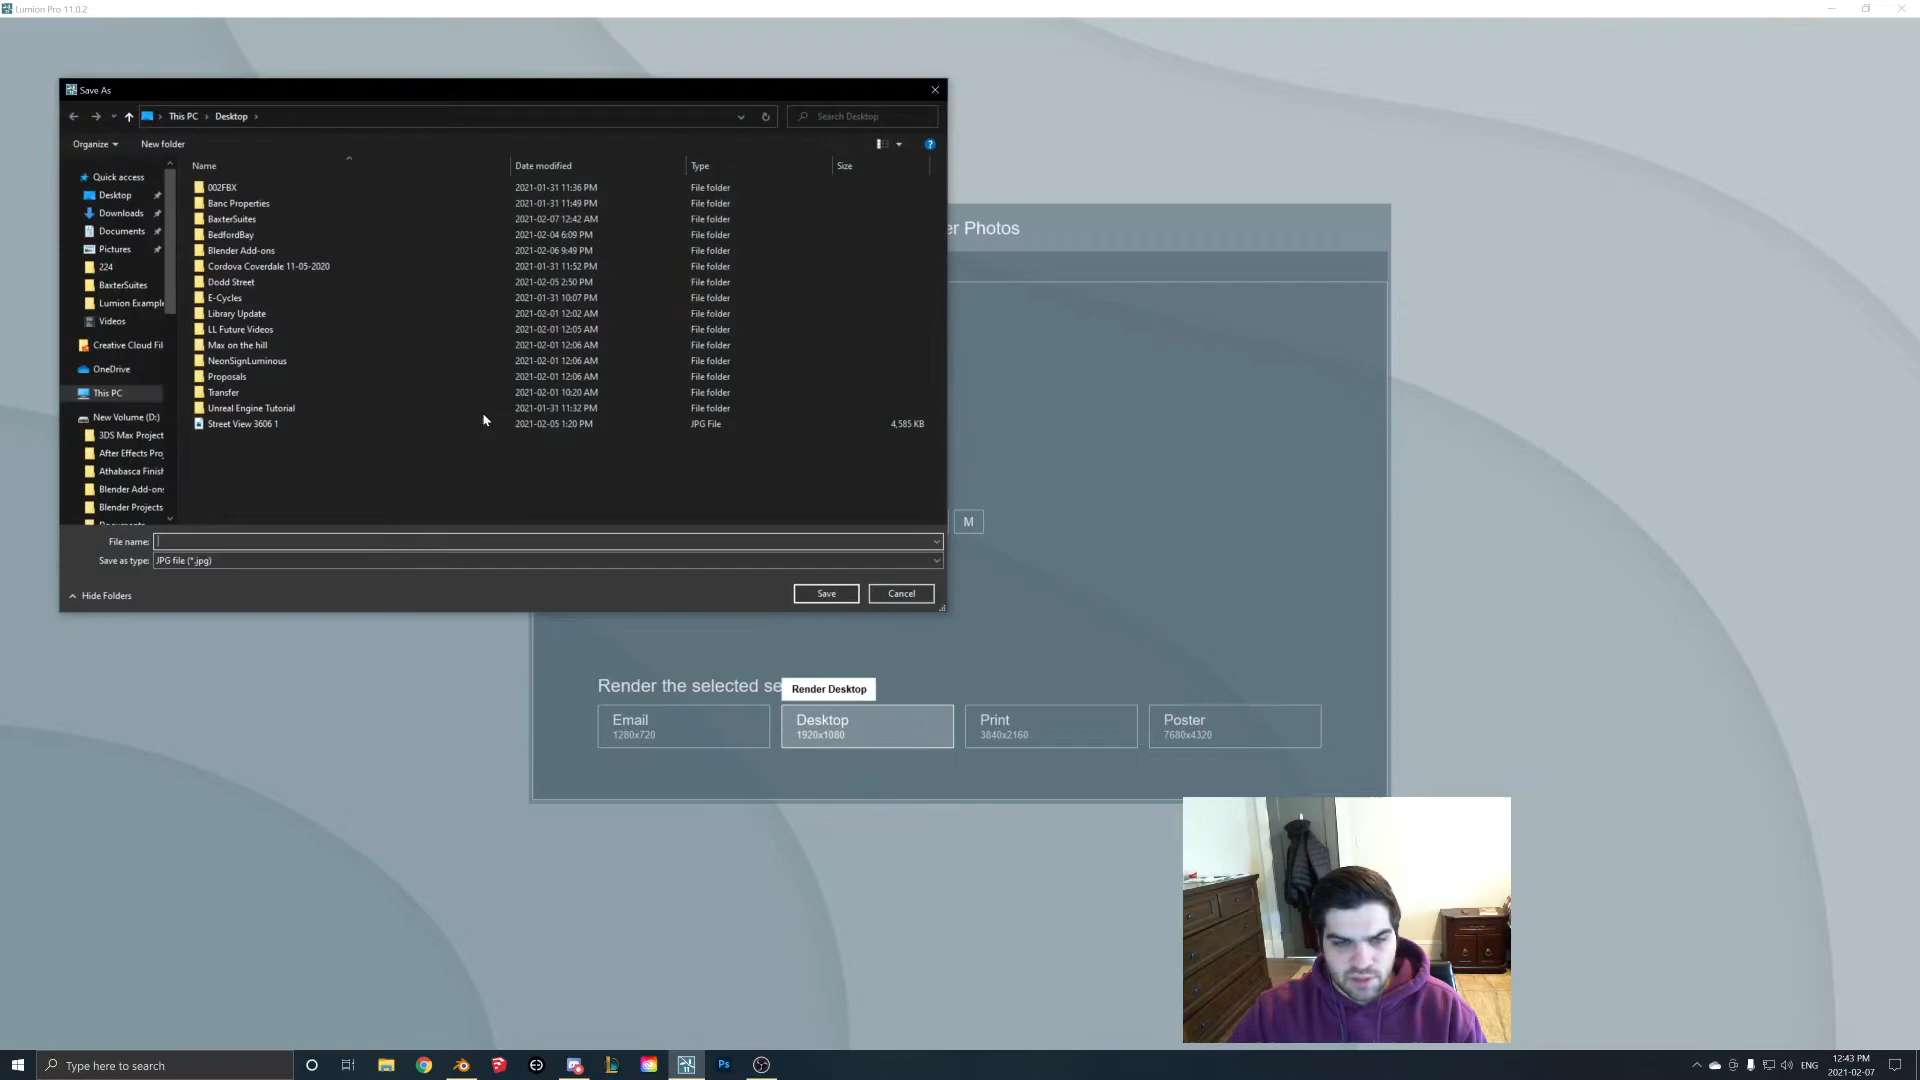 Lumion Pro 11.0.2
Save As
This PC > Desktop >
Search Desktop
Organize
New folder
Name
Date modified
Type
Size
Quick access
Desktop
Downloads
Documents
Pictures
224
BaxterSuites
Lumion Example
Videos
Creative Cloud Fil
OneDrive
This PC
New Volume (D:)
3DS Max Project
After Effects Pro
Athabasca Finish
Blender Add-on
Blender Projects
002FBX 2021-01-31 11:36 PM File folder
Banc Properties 2021-01-31 11:49 PM File folder
BaxterSuites 2021-02-07 12:42 AM File folder
BedfordBay 2021-02-04 6:09 PM File folder
Blender Add-ons 2021-02-06 9:49 PM File folder
Cordova Coverdale 11-05-2020 2021-01-31 11:52 PM File folder
Dodd Street 2021-02-05 2:50 PM File folder
E-Cycles 2021-01-31 10:07 PM File folder
Library Update 2021-02-01 12:02 AM File folder
LL Future Videos 2021-02-01 12:05 AM File folder
Max on the hill 2021-02-01 12:06 AM File folder
NeonSignLuminous 2021-02-01 12:06 AM File folder
Proposals 2021-02-01 12:06 AM File folder
Transfer 2021-02-01 10:20 AM File folder
Unreal Engine Tutorial 2021-01-31 11:32 PM File folder
Street View 3606 1 2021-02-05 1:20 PM JPG File 4,585 KB
File name:
Save as type: JPG file (*.jpg)
Hide Folders
Save
Cancel
er Photos
M
Render the selected se
Render Desktop
Email
1280x720
Desktop
1920x1080
Print
3840x2160
Poster
7680x4320
Type here to search
Ps
ENG
12:43 PM
2021-02-07